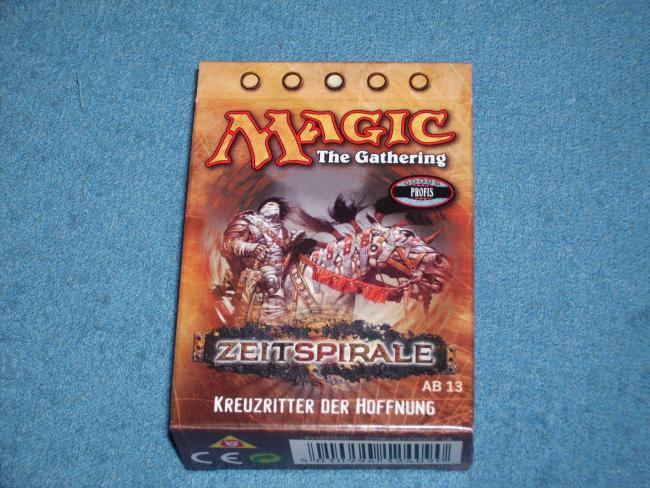 MAGIC
The Gathering
PROFIS
ZEITSPIRALE
AB 13
KREUZRITTER DER HOFFNUNG
CE